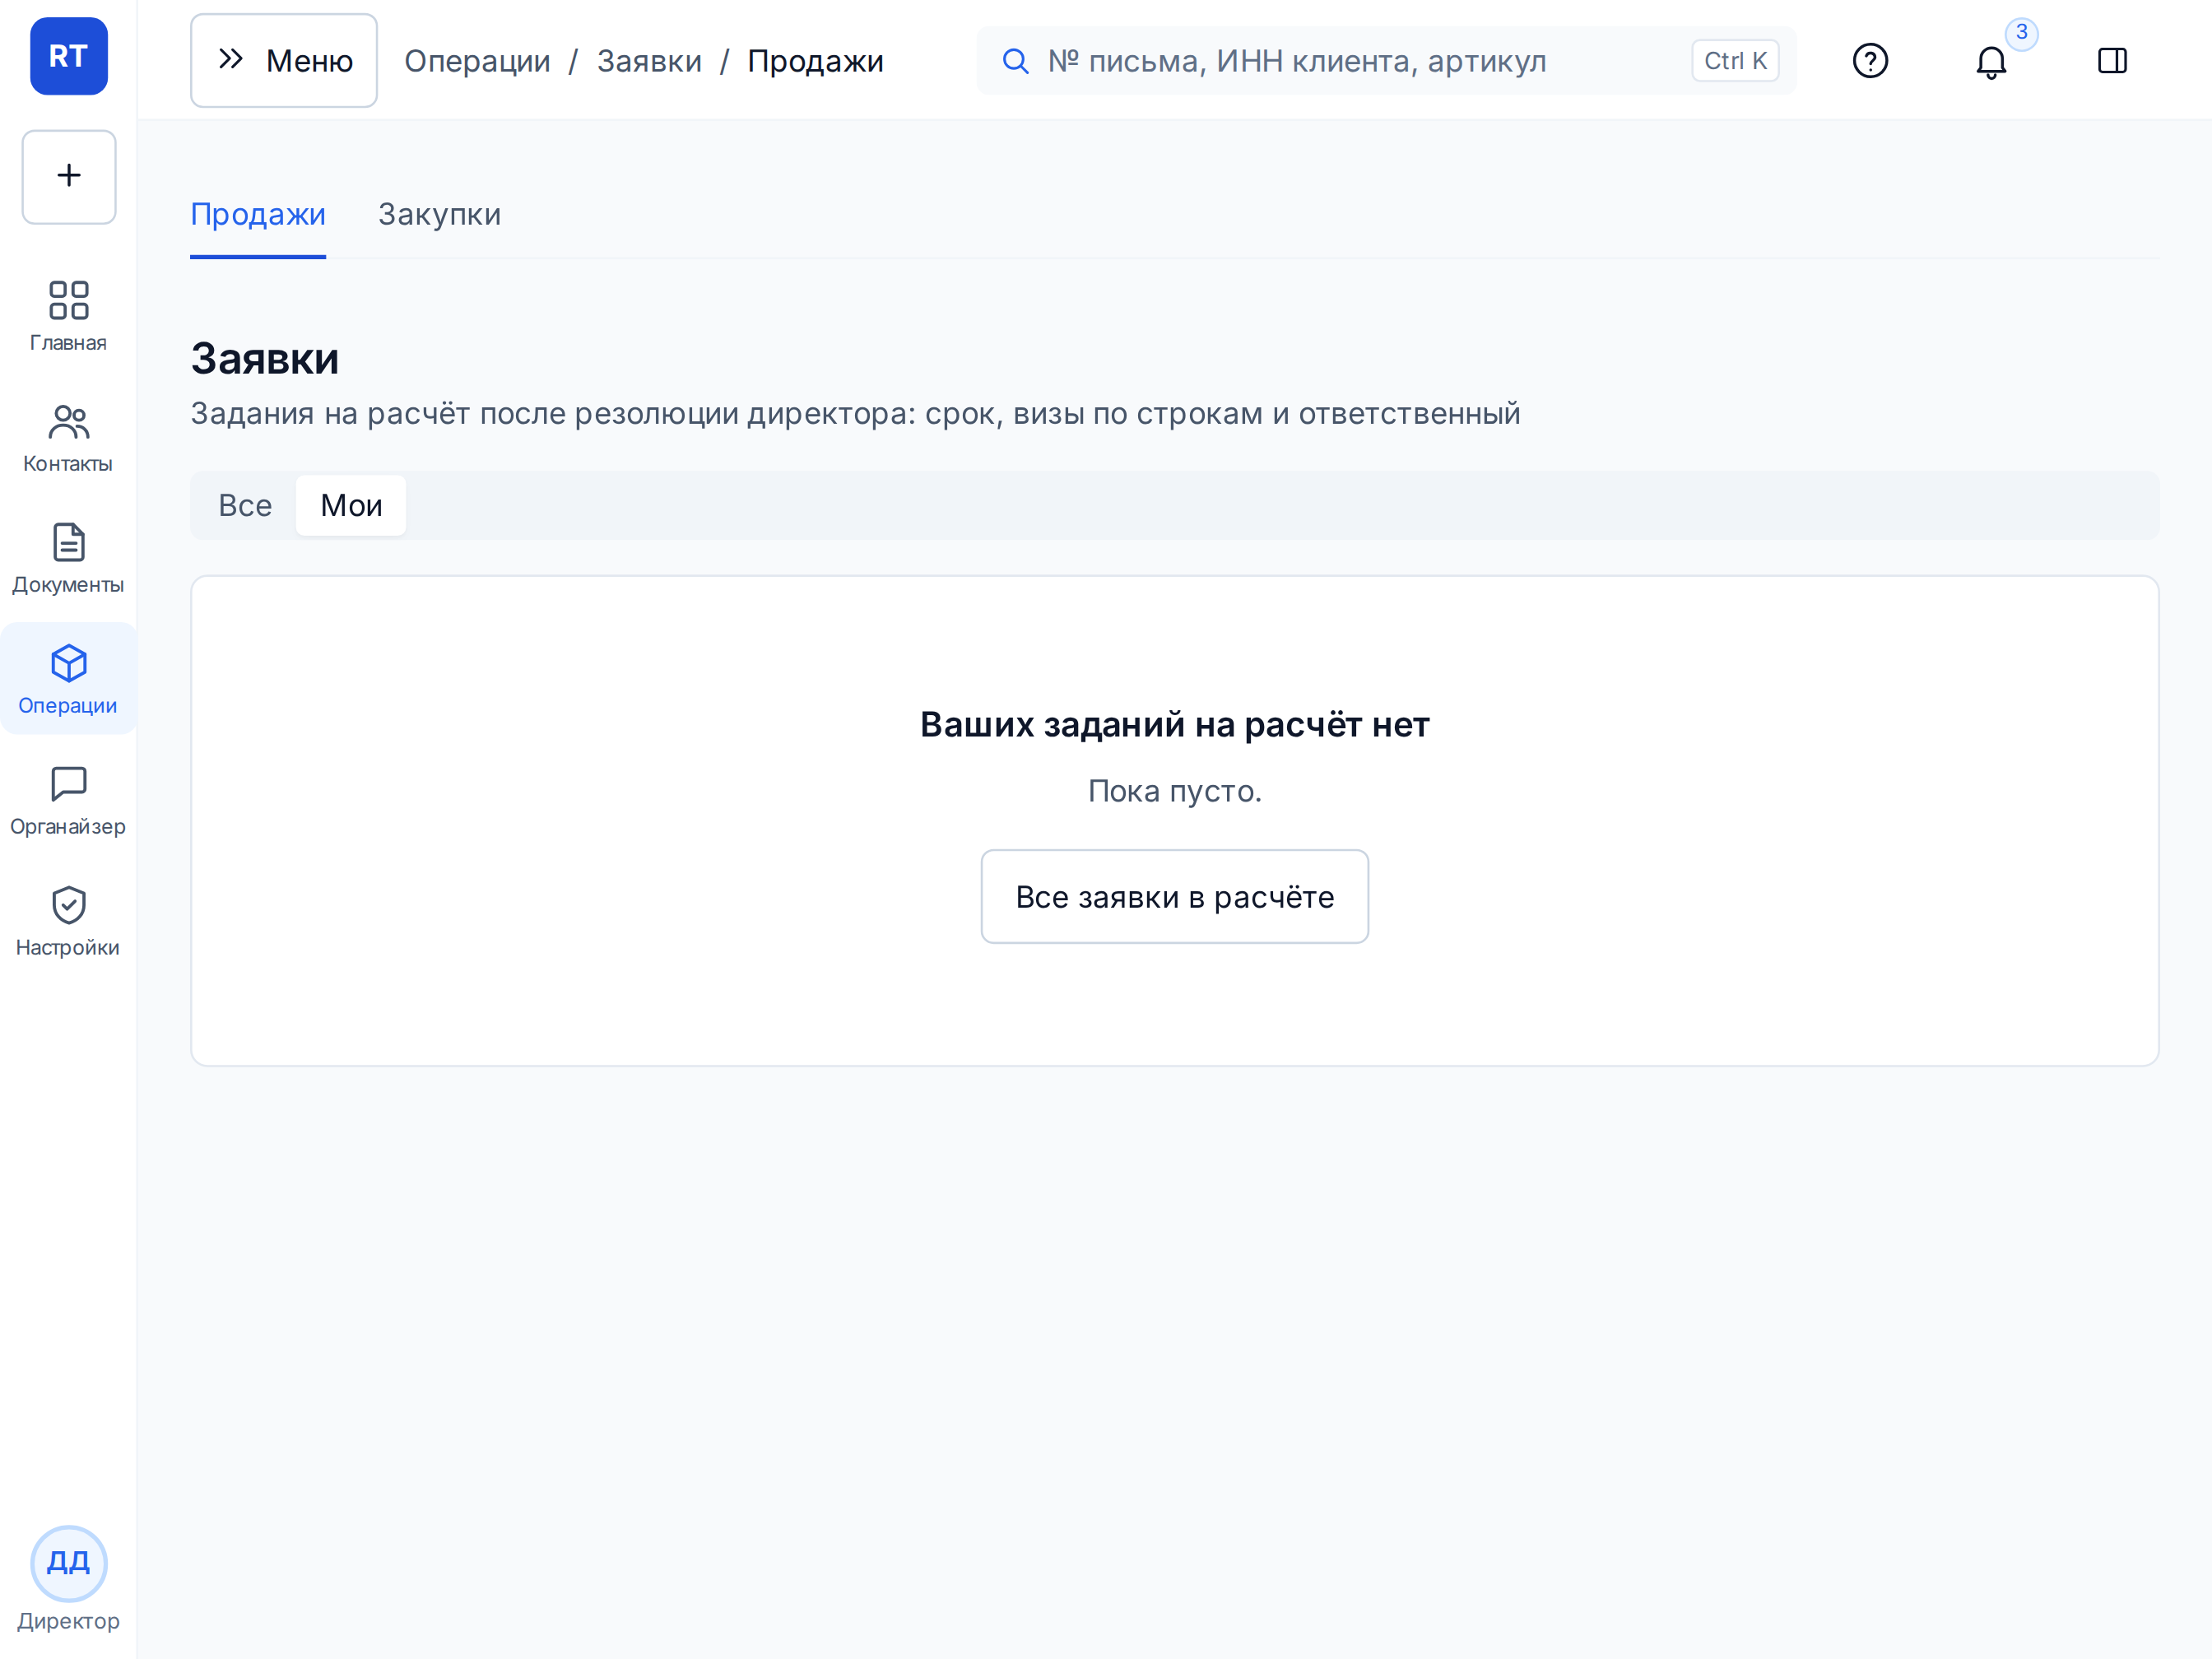 RT
Меню
Операции / Заявки / Продажи
№ письма, ИНН клиента, артикул
Ctrl K
3
Главная
Контакты
Документы
Операции
Органайзер
Настройки
ДД
Директор
Продажи
Закупки
Заявки
Задания на расчёт после резолюции директора: срок, визы по строкам и ответственный
Все
Мои
Ваших заданий на расчёт нет
Пока пусто.
Все заявки в расчёте